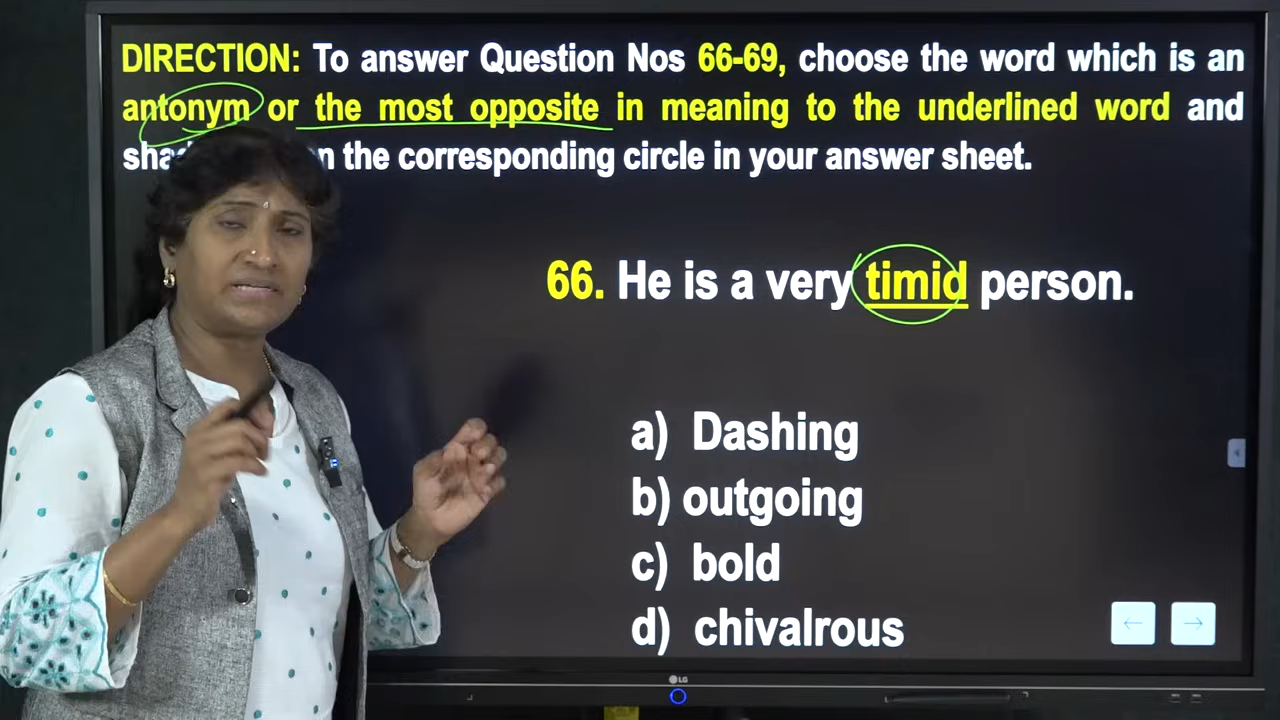 DIRECTION: To answer Question Nos 66-69, choose the word which is an
antonym or the most opposite in meaning to the underlined word and
n the corresponding circle in your answer sheet.
66. He is a very timid person.
a) Dashing
b) outgoing
c) bold
d) chivalrous
LG